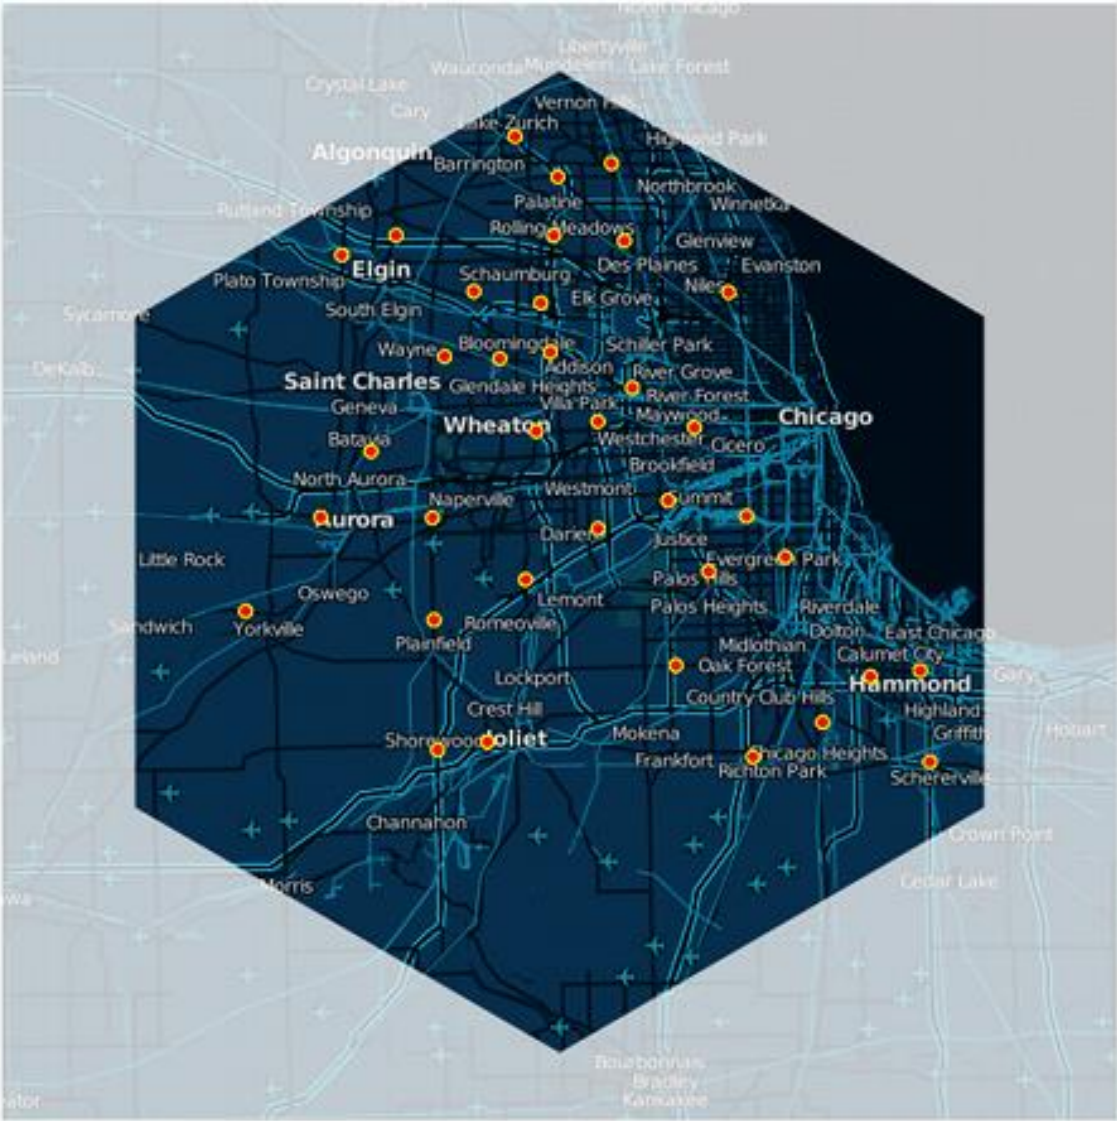 North Chicago
Libertyville
Wauconda
Mundelein
Lake Forest
Crystal Lake
Cary
Vernon
Lake Zurich
Highland Park
Algonquin
Barrington
Northbrook
Palatine
Winnetka
Rutland Township
Rolling Meadows
Glenview
Des Plaines
Evanston
Elgin
Schaumburg
Plato Township
Niles
Elk Grove
South Elgin
Sycamore
Wayne
Bloomingdale
Schiller Park
DeKalb
Addison
River Grove
Saint Charles
Glendale Heights
River Forest
Villa Park
Geneva
Maywood
Chicago
Wheaton
Batavia
Westchester
Cicero
Brookfield
North Aurora
Westmont
Naperville
Summit
Aurora
Darien
Justice
Little Rock
Evergreen Park
Palos Hills
Oswego
Lemont
Palos Heights
Riverdale
Sandwich
Yorkville
Romeoville
Dolton
East Chicago
Plainfield
Midlothian
Leland
Calumet City
Oak Forest
Lockport
Gary
Hammond
Country Club Hills
Crest Hill
Highland
Mokena
Griffith
Hobart
Shorewood
Joliet
Chicago Heights
Frankfort
Richton Park
Schererville
Channahon
Crown Point
Morris
Cedar Lake
Bourbonnais
Bradley
Kankakee